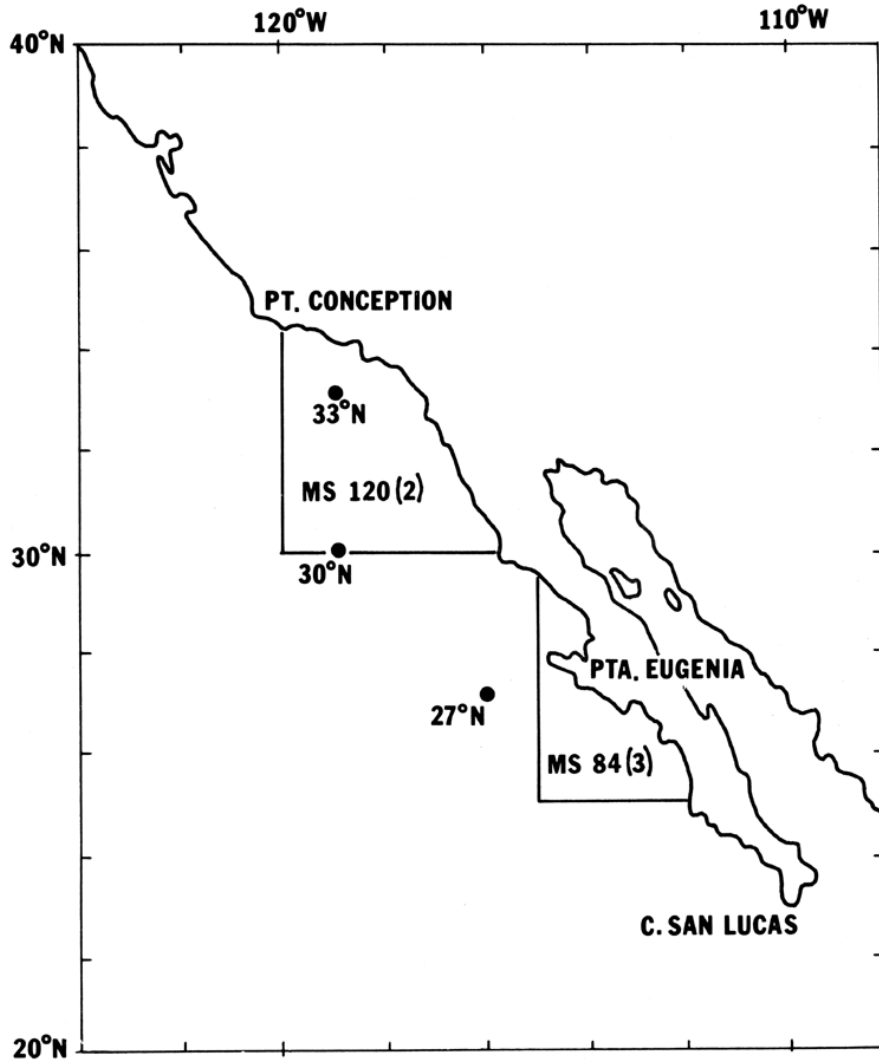 120°W
110°W
40°N
PT. CONCEPTION
33°N
MS 120(2)
30°N
30°N
PTA. EUGENIA
27°N
MS 84(3)
C. SAN LUCAS
20°N